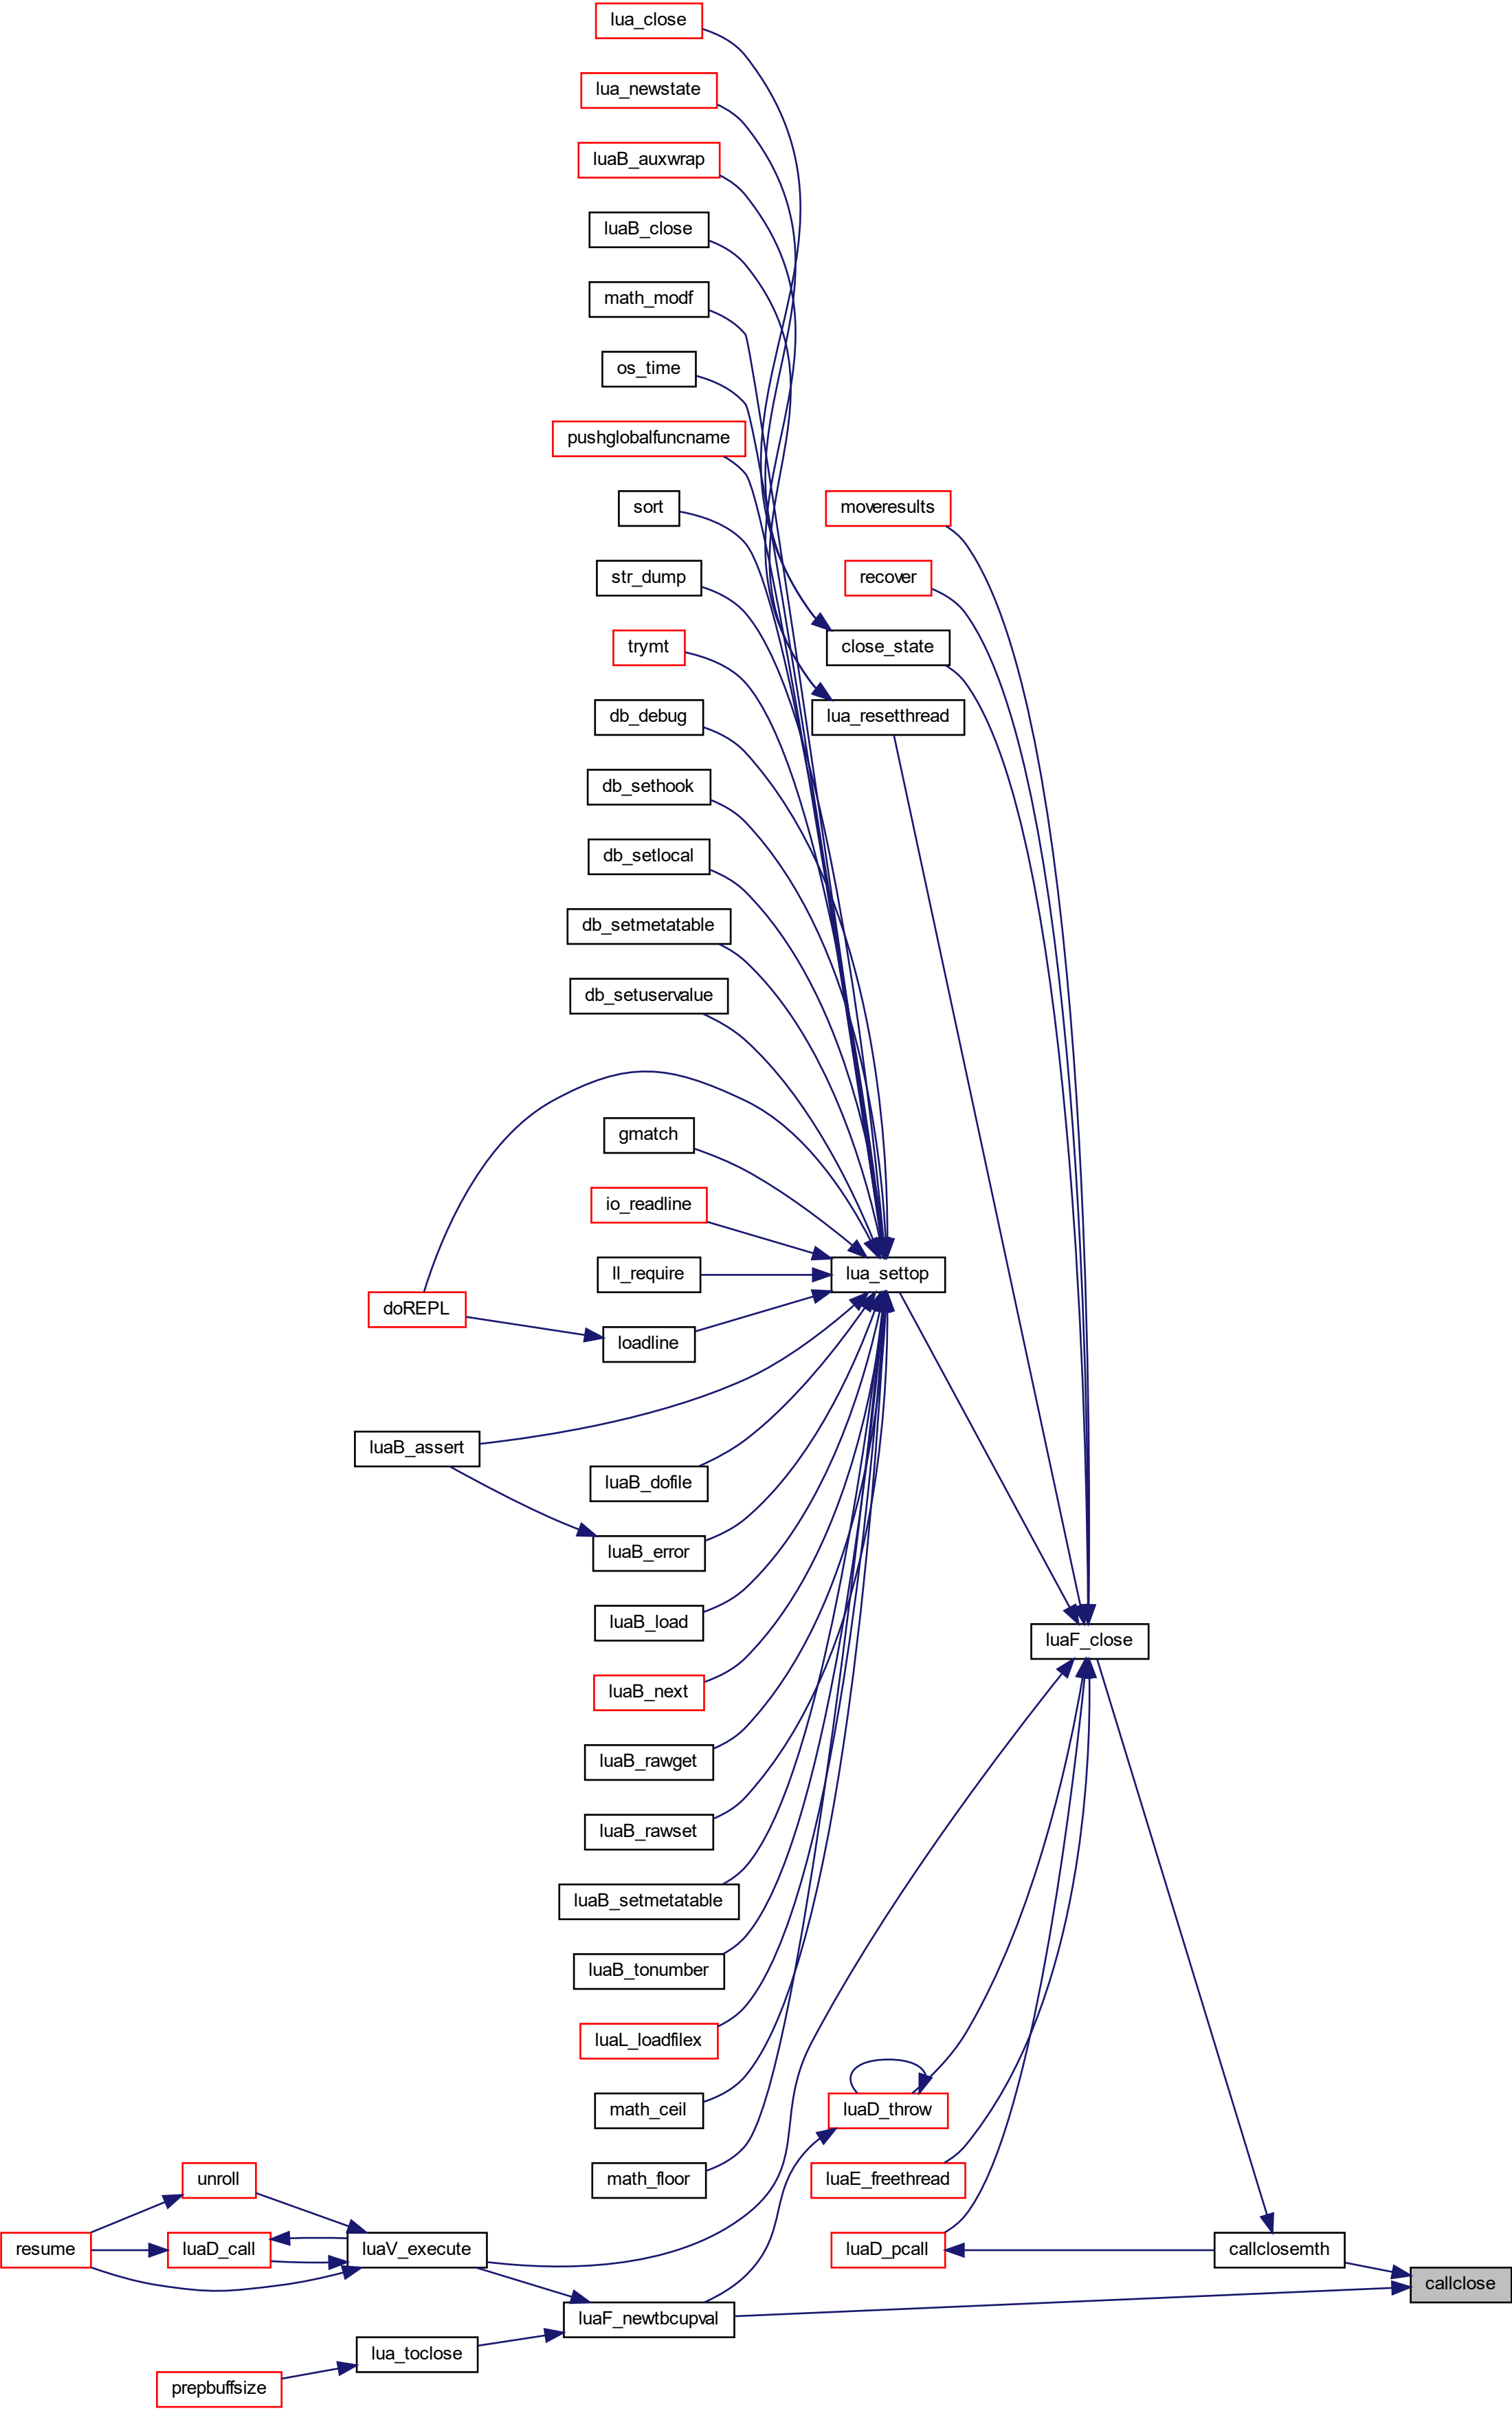 lua_close
lua_newstate
luaB_auxwrap
luaB_close
math_modf
os_time
pushglobalfuncname
sort
moveresults
str_dump
recover
trymt
close_state
db_debug
lua_resetthread
db_sethook
db_setlocal
db_setmetatable
db_setuservalue
gmatch
io_readline
ll_require
lua_settop
doREPL
loadline
luaB_assert
luaB_dofile
luaB_error
luaB_load
luaF_close
luaB_next
luaB_rawget
luaB_rawset
luaB_setmetatable
luaB_tonumber
luaL_loadfilex
math_ceil
luaD_throw
unroll
math_floor
luaE_freethread
resume
luaD_call
luaV_execute
luaD_pcall
callclosemth
callclose
luaF_newtbcupval
lua_toclose
prepbuffsize